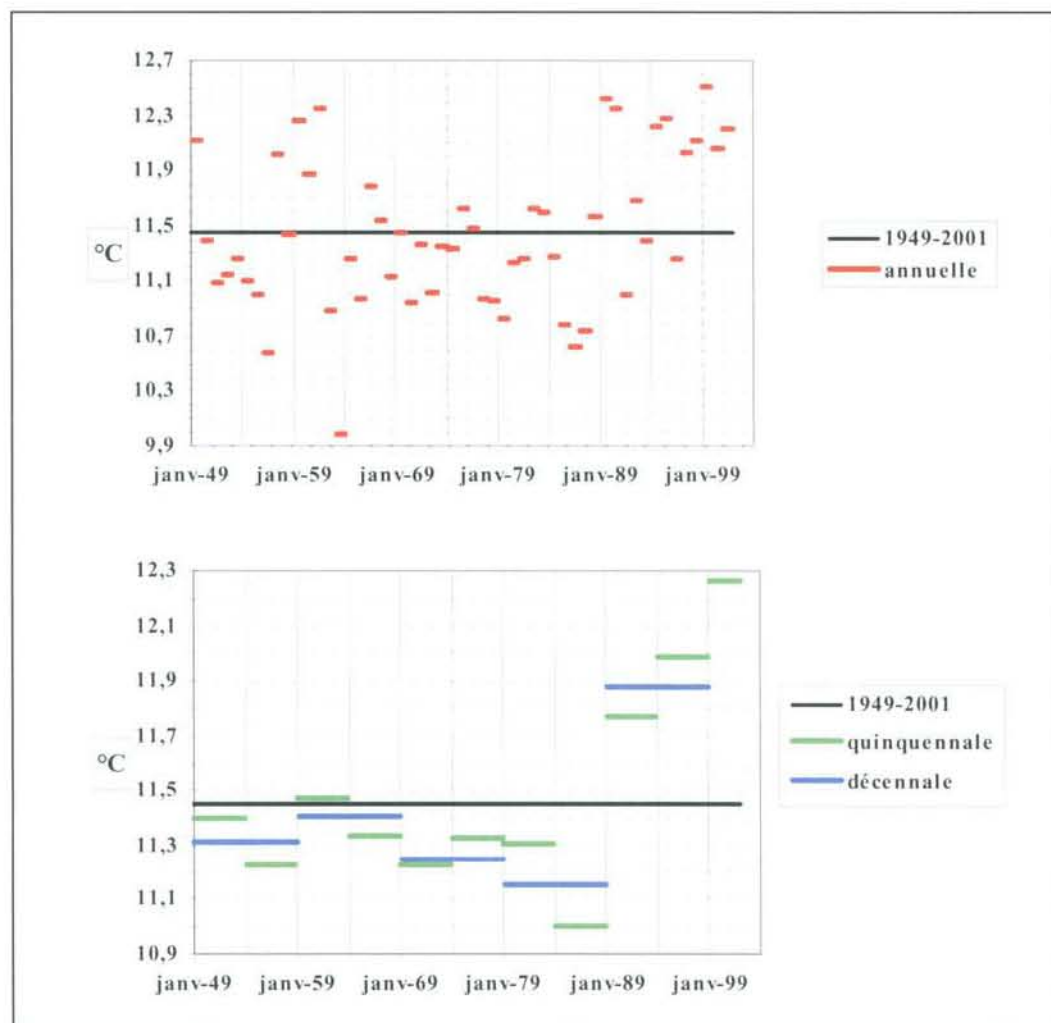 12,7
12,3
11,9
11,5
°C
11,1
10,7
10,3
9,9
janv-49 janv-59 janv-69 janv-79 janv-89 janv-99
1949-2001
annuelle
12,3
12,1
11,9
11,7
°C
11,5
11,3
11,1
10,9
janv-49 janv-59 janv-69 janv-79 janv-89 janv-99
1949-2001
quinquennale
décennale